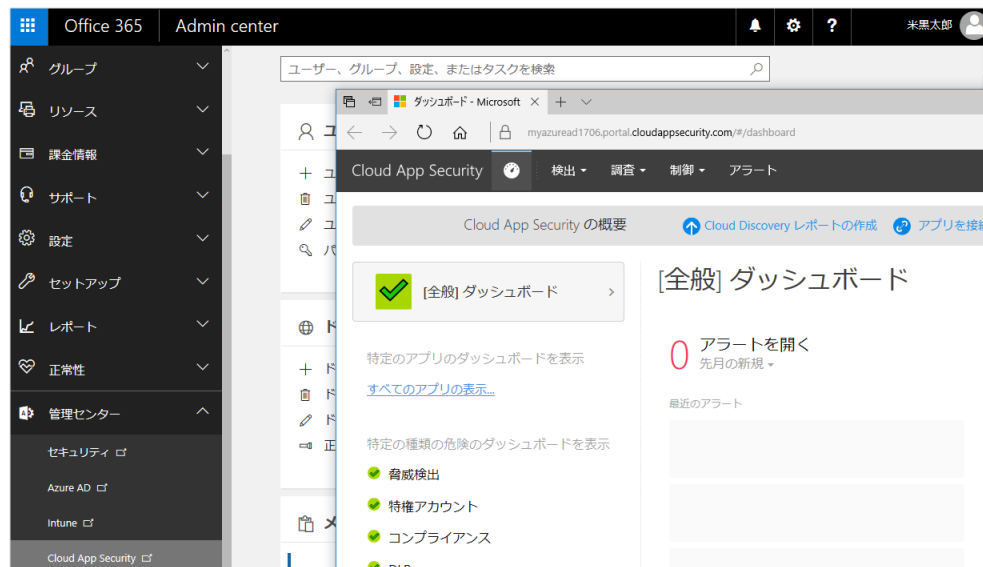 Office 365 Admin center ? 米黒太郎
グループ
リソース
課金情報
サポート
設定
セットアップ
レポート
正常性
管理センター
セキュリティ
Azure AD
Intune
Cloud App Security
ユーザー、グループ、設定、またはタスクを検索
ダッシュボード - Microsoft
myazuread1706.portal.cloudappsecurity.com/#/dashboard
Cloud App Security 検出 調査 制御 アラート
Cloud App Security の概要 Cloud Discovery レポートの作成 アプリを接続
[全般] ダッシュボード
特定のアプリのダッシュボードを表示
すべてのアプリの表示...
特定の種類の危険のダッシュボードを表示
脅威検出
特権アカウント
コンプライアンス
[全般] ダッシュボード
0 アラートを開く
先月の新規
最近のアラート